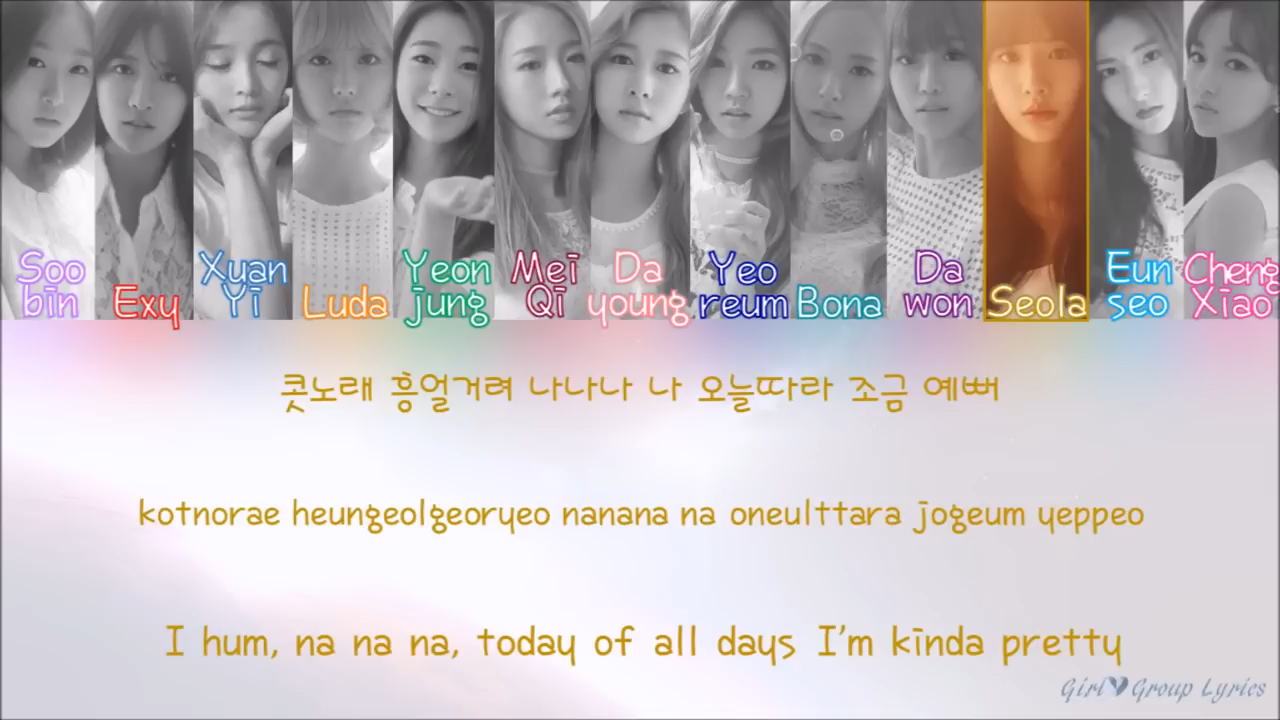 Soo
bin
Exy
Xuan
Yi
Luda
Yeon
jung
Mei
Qi
Da
young
Yeo
reum
Bona
Da
won
Seola
Eun
seo
Cheng
Xiao
콧노래 흥얼거려 나나나 나 오늘따라 조금 예뻐
kotnorae heungeolgeoryeo nanana na oneulttara jogeum yeppeo
I hum, na na na, today of all days I'm kinda pretty
Girl Group Lyrics